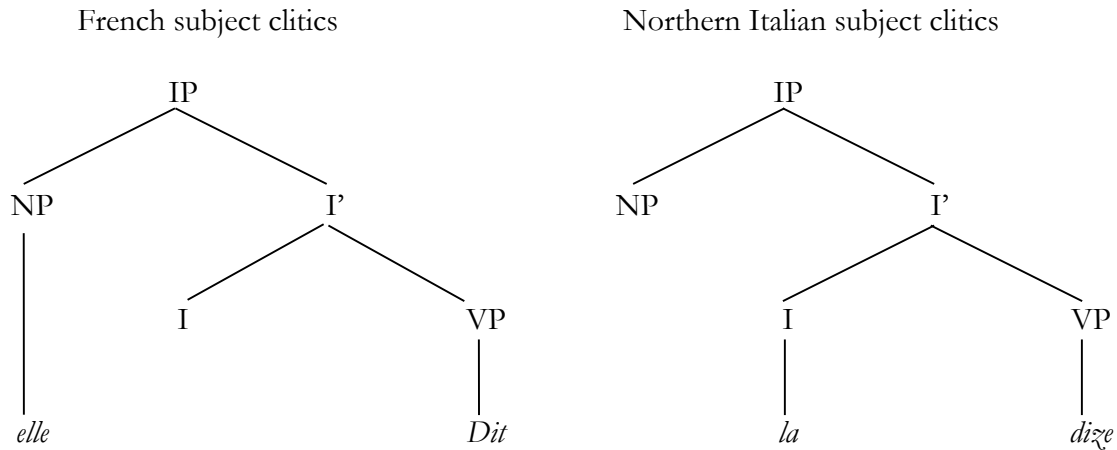 French subject clitics
Northern Italian subject clitics
IP
IP
NP
I’
NP
I’
I
VP
I
VP
elle
Dit
la
dize